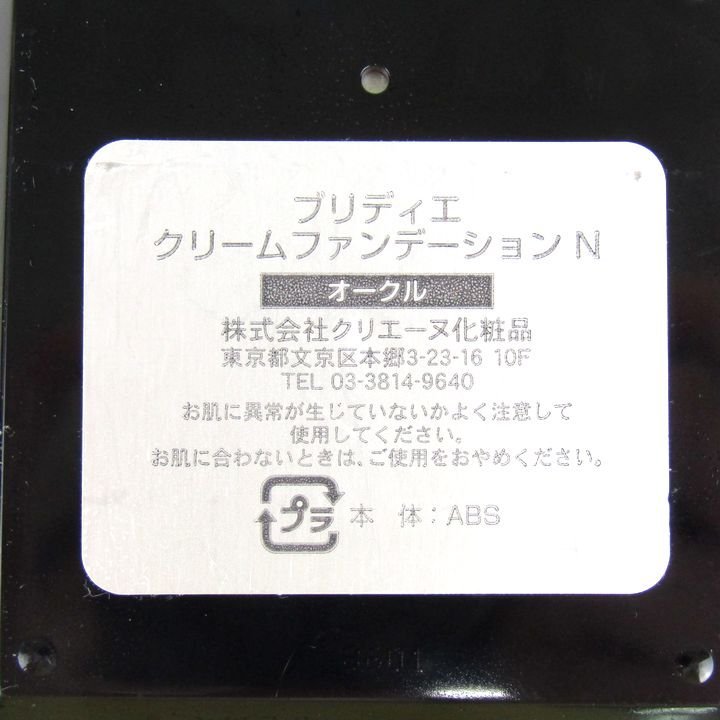 ブリディエ
クリームファンデーション N
オークル
株式会社クリエーヌ化粧品
東京都文京区本郷3-23-16 10F
TEL 03-3814-9640
お肌に異常が生じていないかよく注意して
使用してください。
お肌に合わないときは、ご使用をおやめください。
プラ 本 体：ABS